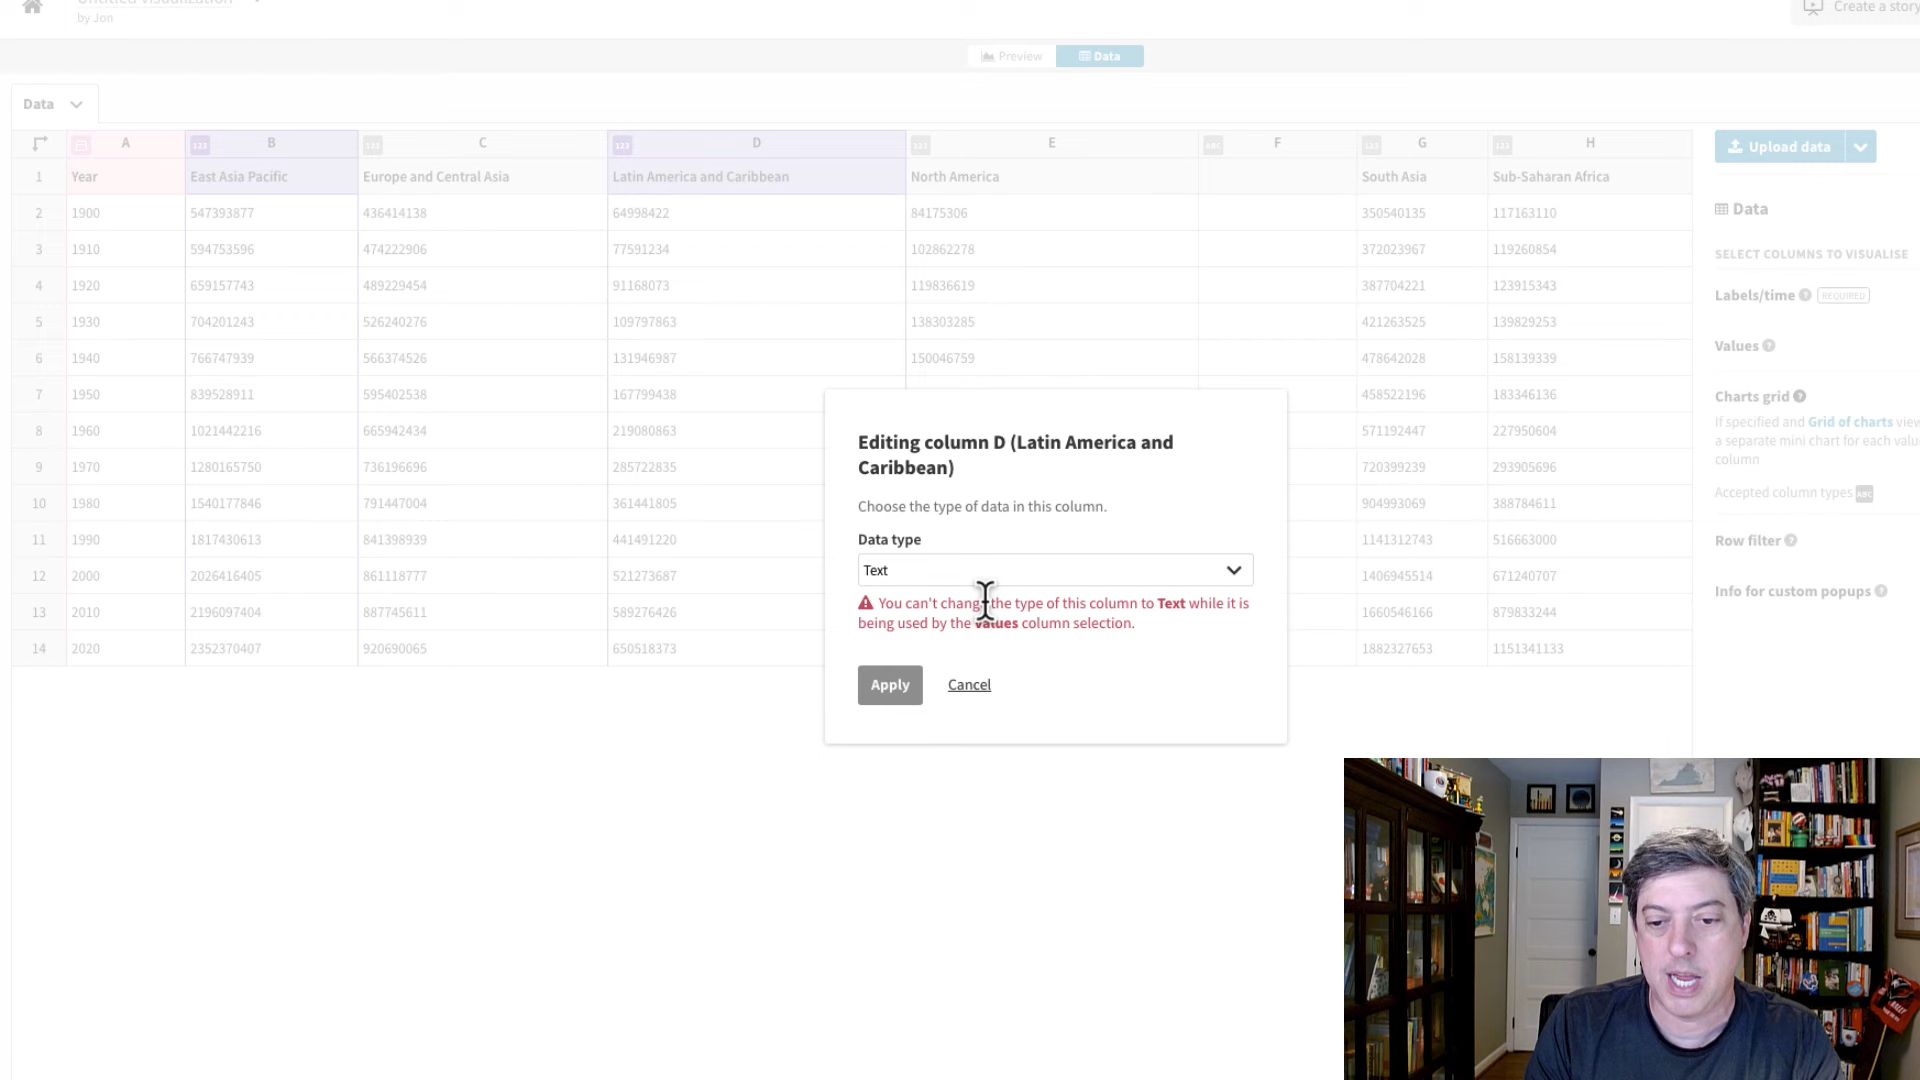 Untitled visualization
by Jon
Create a story
Preview
Data
Data
A B C D E F G H
123 123 123 123 ABC 123 123
1 Year East Asia Pacific Europe and Central Asia Latin America and Caribbean North America South Asia Sub-Saharan Africa
2 1900 547393877 436414138 64998422 84175306 350540135 117163110
3 1910 594753596 474222906 77591234 102862278 372023967 119260854
4 1920 659157743 489229454 91168073 119836619 387704221 123915343
5 1930 704201243 526240276 109797863 138303285 421263525 139829253
6 1940 766747939 566374526 131946987 150046759 478642028 158139339
7 1950 839528911 595402538 167799438 458522196 183346136
8 1960 1021442216 665942434 219080863 571192447 227950604
9 1970 1280165750 736196696 285722835 720399239 293905696
10 1980 1540177846 791447004 361441805 904993069 388784611
11 1990 1817430613 841398939 441491220 1141312743 516663000
12 2000 2026416405 861118777 521273687 1406945514 671240707
13 2010 2196097404 887745611 589276426 1660546166 879833244
14 2020 2352370407 920690065 650518373 1882327653 1151341133
Upload data
Data
SELECT COLUMNS TO VISUALISE
Labels/time ? REQUIRED
Values ?
Charts grid ?
If specified and Grid of charts view
a separate mini chart for each valu
column
Accepted column types ABC
Row filter ?
Info for custom popups ?
Editing column D (Latin America and
Caribbean)
Choose the type of data in this column.
Data type
Text
You can't change the type of this column to Text while it is
being used by the Values column selection.
Apply
Cancel